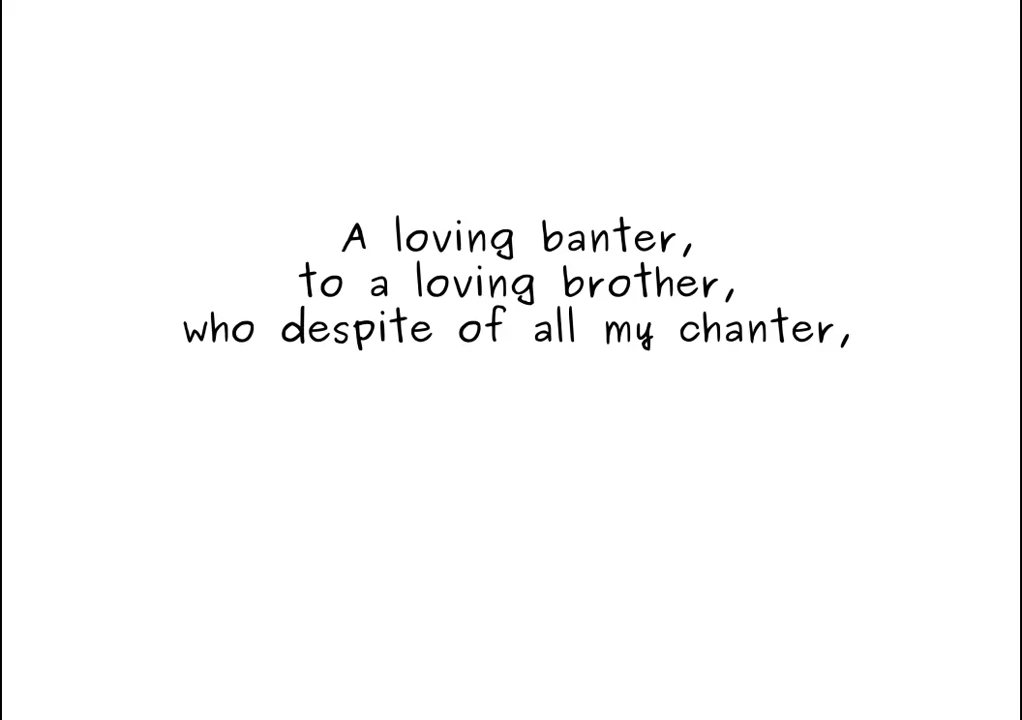 A loving banter,
to a loving brother,
who despite of all my chanter,